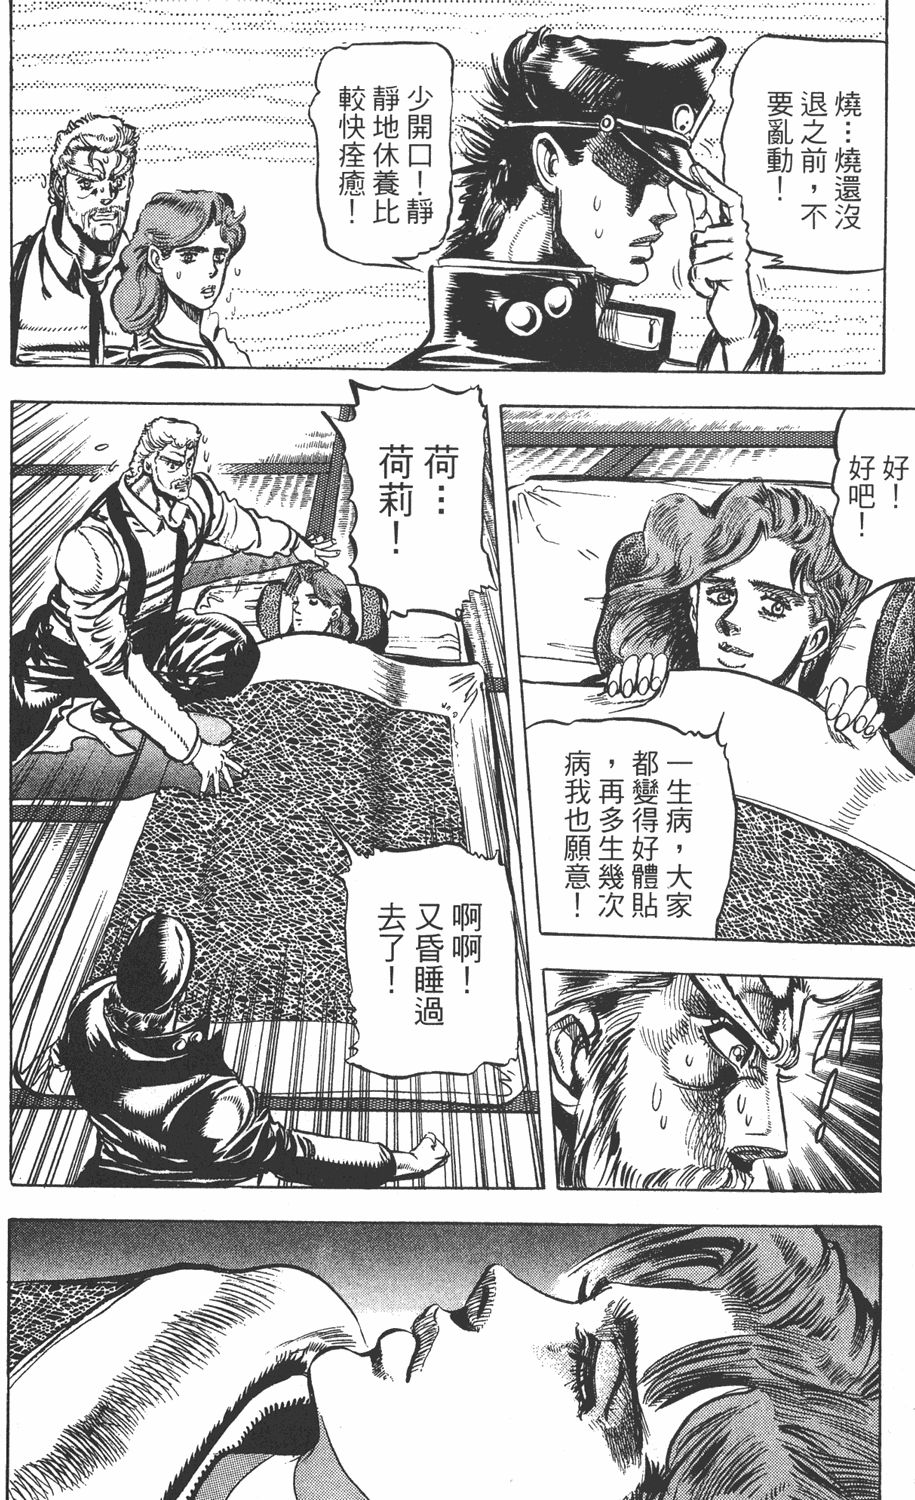 燒…燒還沒
退之前，不
要亂動！
少開口！靜
靜地休養比
較快痊癒！
好！
好吧！
一生病，大家
都變得好體貼
，再多生幾次
病我也願意！
荷…
荷莉！
啊啊！
又昏睡過
去了！